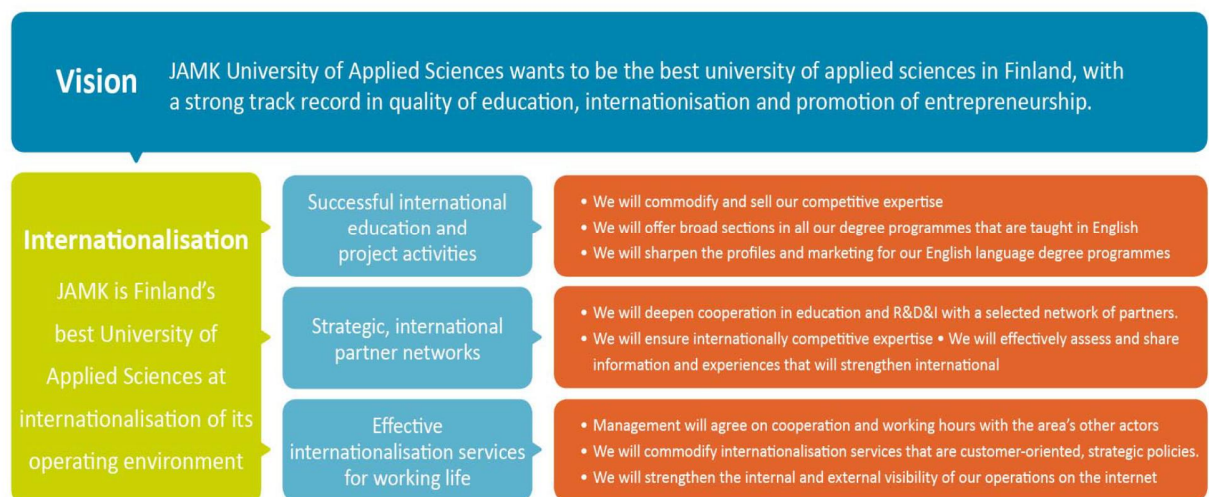 Vision
JAMK University of Applied Sciences wants to be the best university of applied sciences in Finland, with
a strong track record in quality of education, internationisation and promotion of entrepreneurship.
Internationalisation
JAMK is Finland's
best University of
Applied Sciences at
internationalisation of its
operating environment
Successful international
education and
project activities
• We will commodify and sell our competitive expertise
• We will offer broad sections in all our degree programmes that are taught in English
• We will sharpen the profiles and marketing for our English language degree programmes
Strategic, international
partner networks
• We will deepen cooperation in education and R&D&I with a selected network of partners.
• We will ensure internationally competitive expertise • We will effectively assess and share
information and experiences that will strengthen international
Effective
internationalisation services
for working life
• Management will agree on cooperation and working hours with the area's other actors
• We will commodify internationalisation services that are customer-oriented, strategic policies.
• We will strengthen the internal and external visibility of our operations on the internet